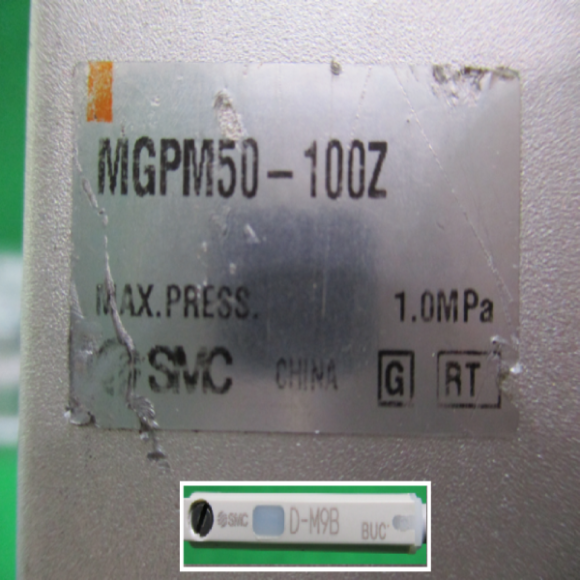 MGPM50-100Z
MAX.PRESS. 1.0MPa
SMC CHINA G RT
SMC D-M9B BUC